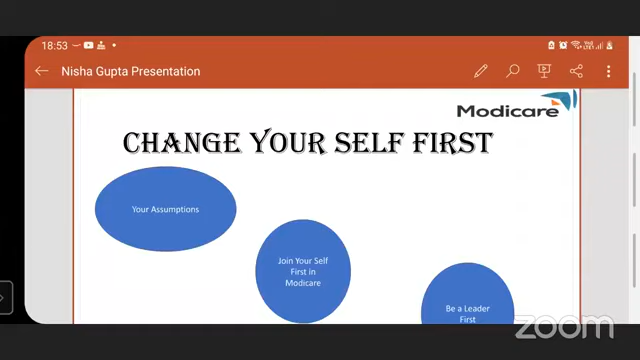 18:53
Nisha Gupta Presentation
Modicare
CHANGE YOUR SELF FIRST
Your Assumptions
Join Your Self
First in
Modicare
Be a Leader
First
zoom